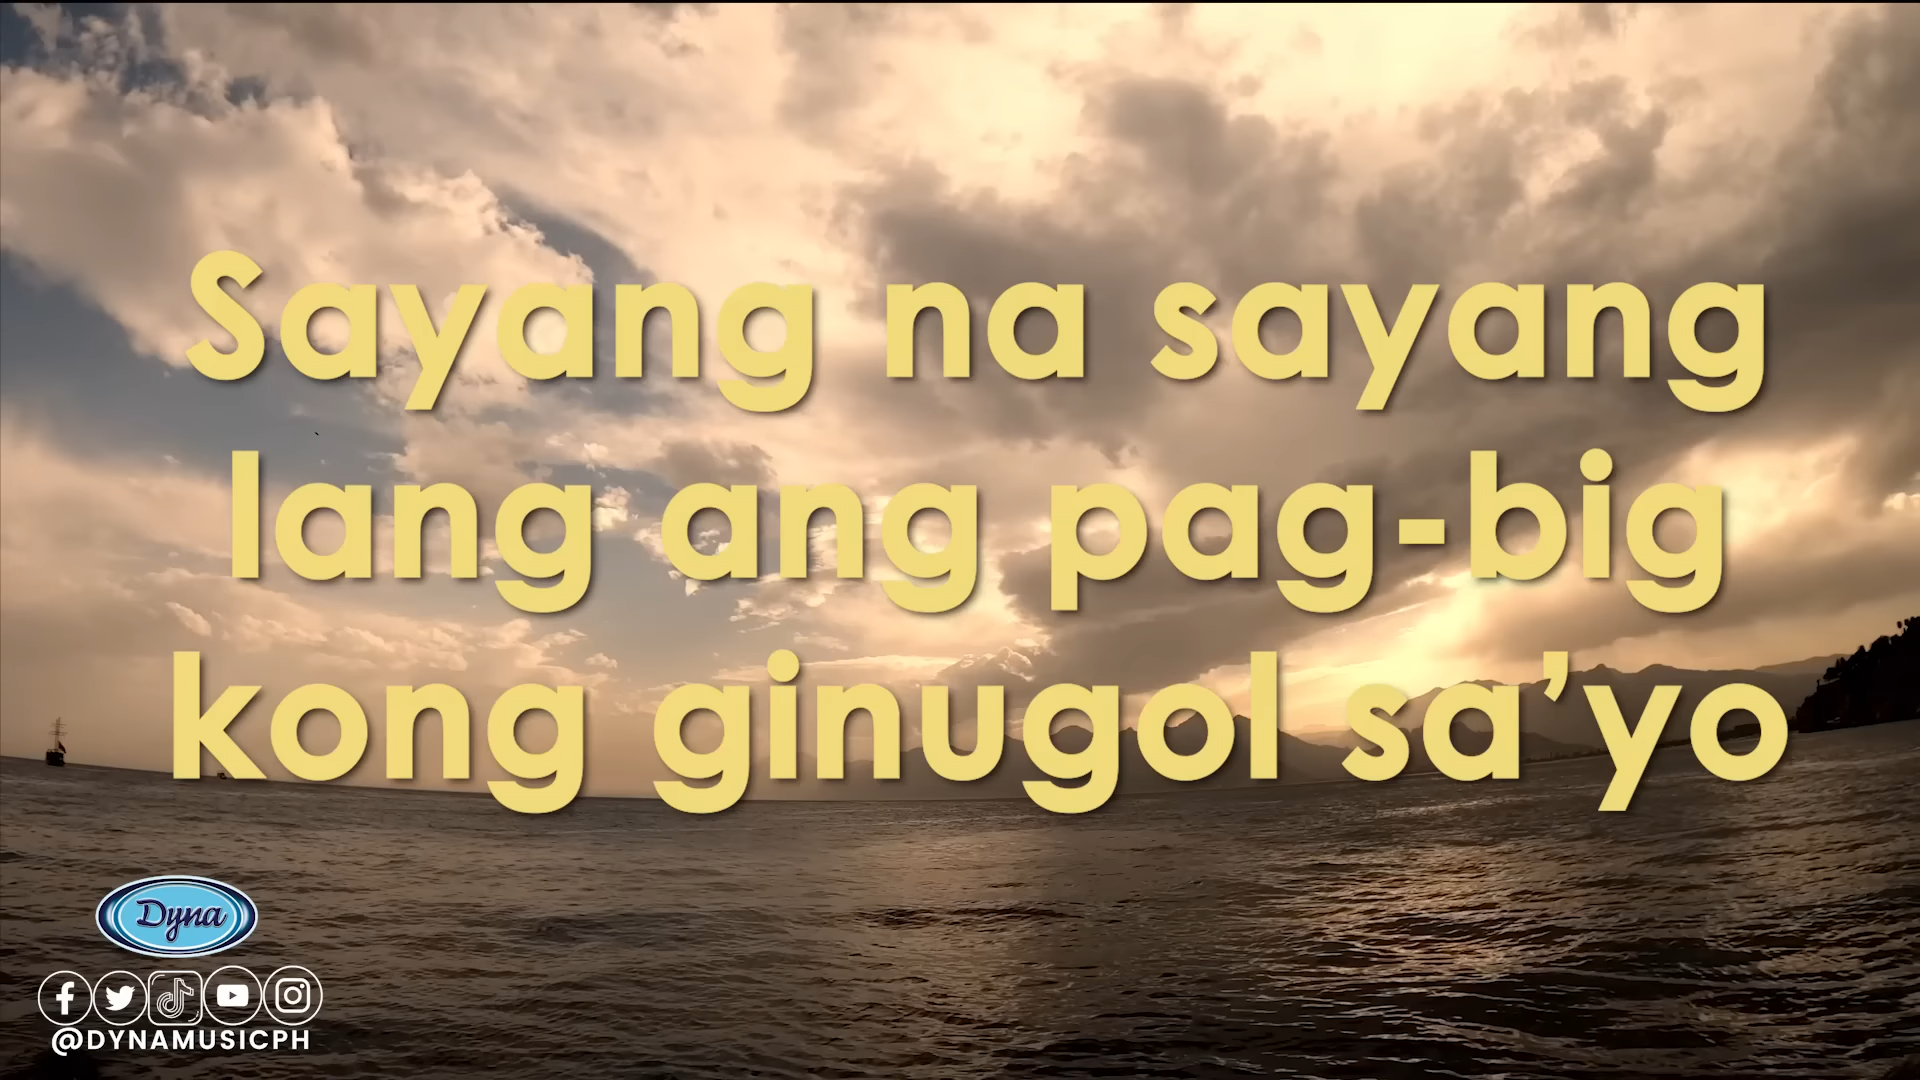 Sayang na sayang
lang ang pag-big
kong ginugol sa’yo
Dyna
@DYNAMUSICPH